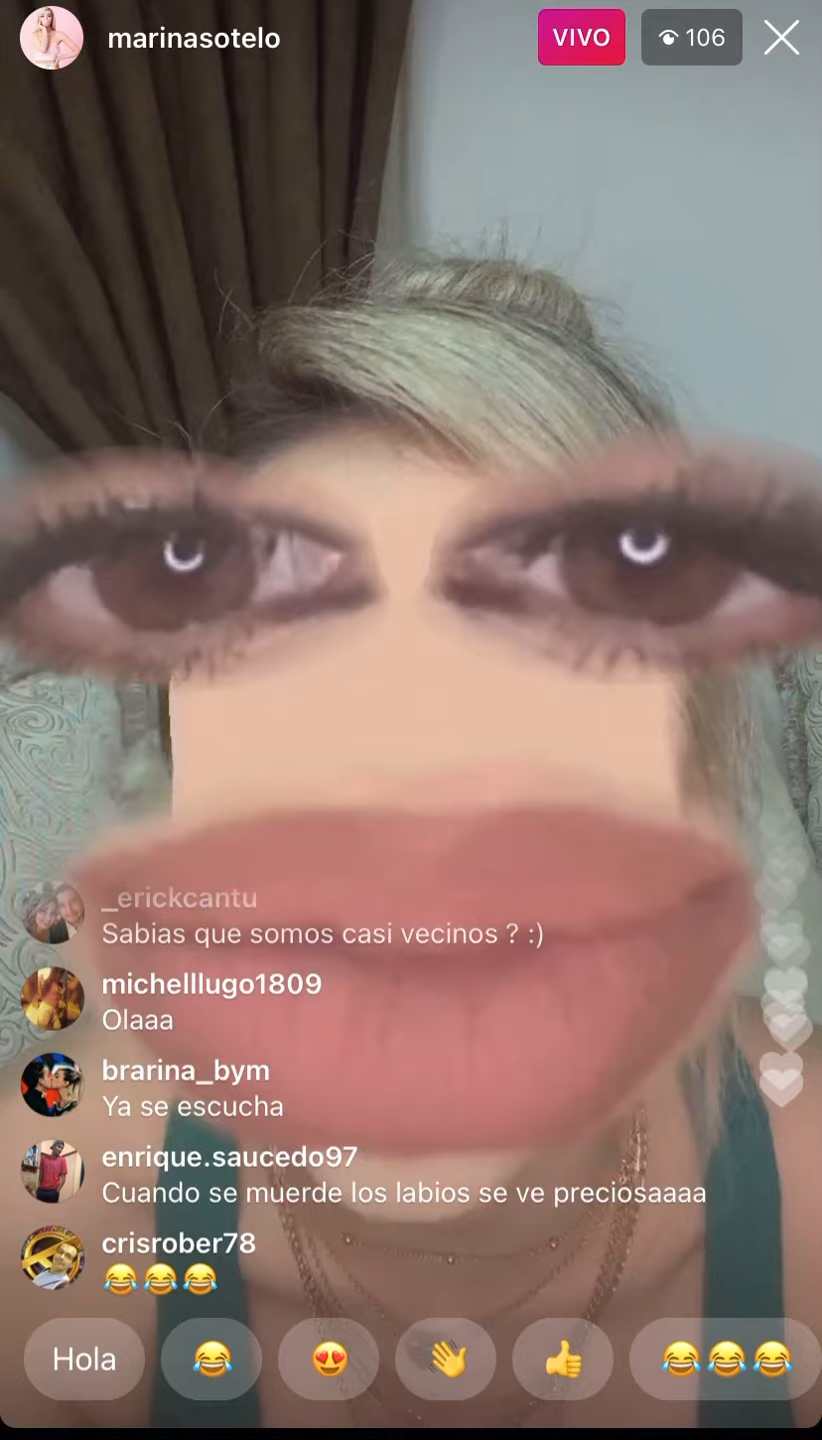 marinasotelo
VIVO
106
_erickcantu
Sabias que somos casi vecinos ? :)
michelllugo1809
Olaaa
brarina_bym
Ya se escucha
enrique.saucedo97
Cuando se muerde los labios se ve preciosaaaa
crisrober78
😂😂😂
Hola 😂 😍 👋 👍 😂😂😂